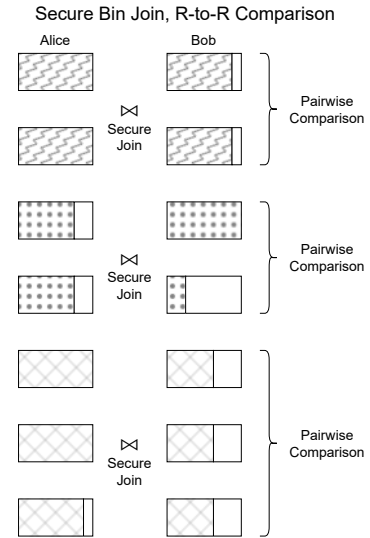 Secure Bin Join, R-to-R Comparison
Alice
Bob
⋈
Secure
Join
Pairwise
Comparison
⋈
Secure
Join
Pairwise
Comparison
⋈
Secure
Join
Pairwise
Comparison